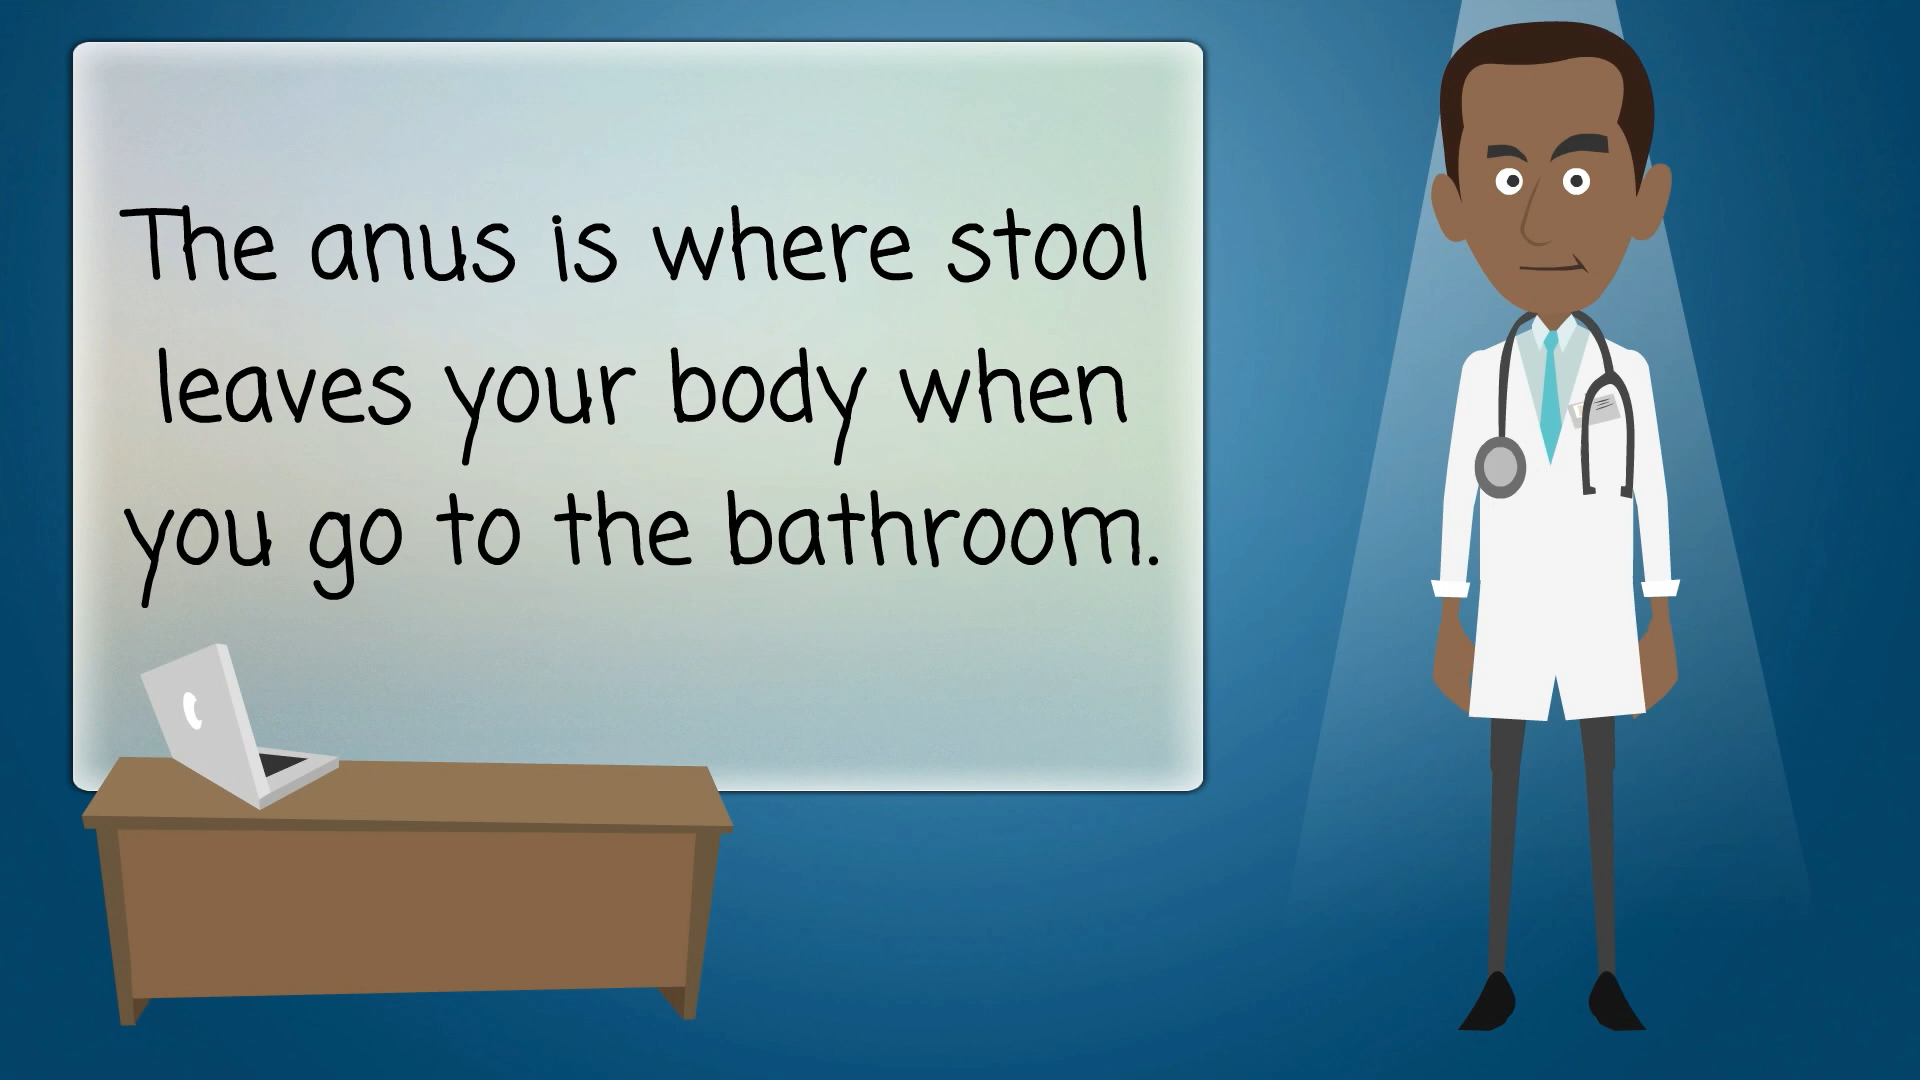 The anus is where stool
leaves your body when
you go to the bathroom.